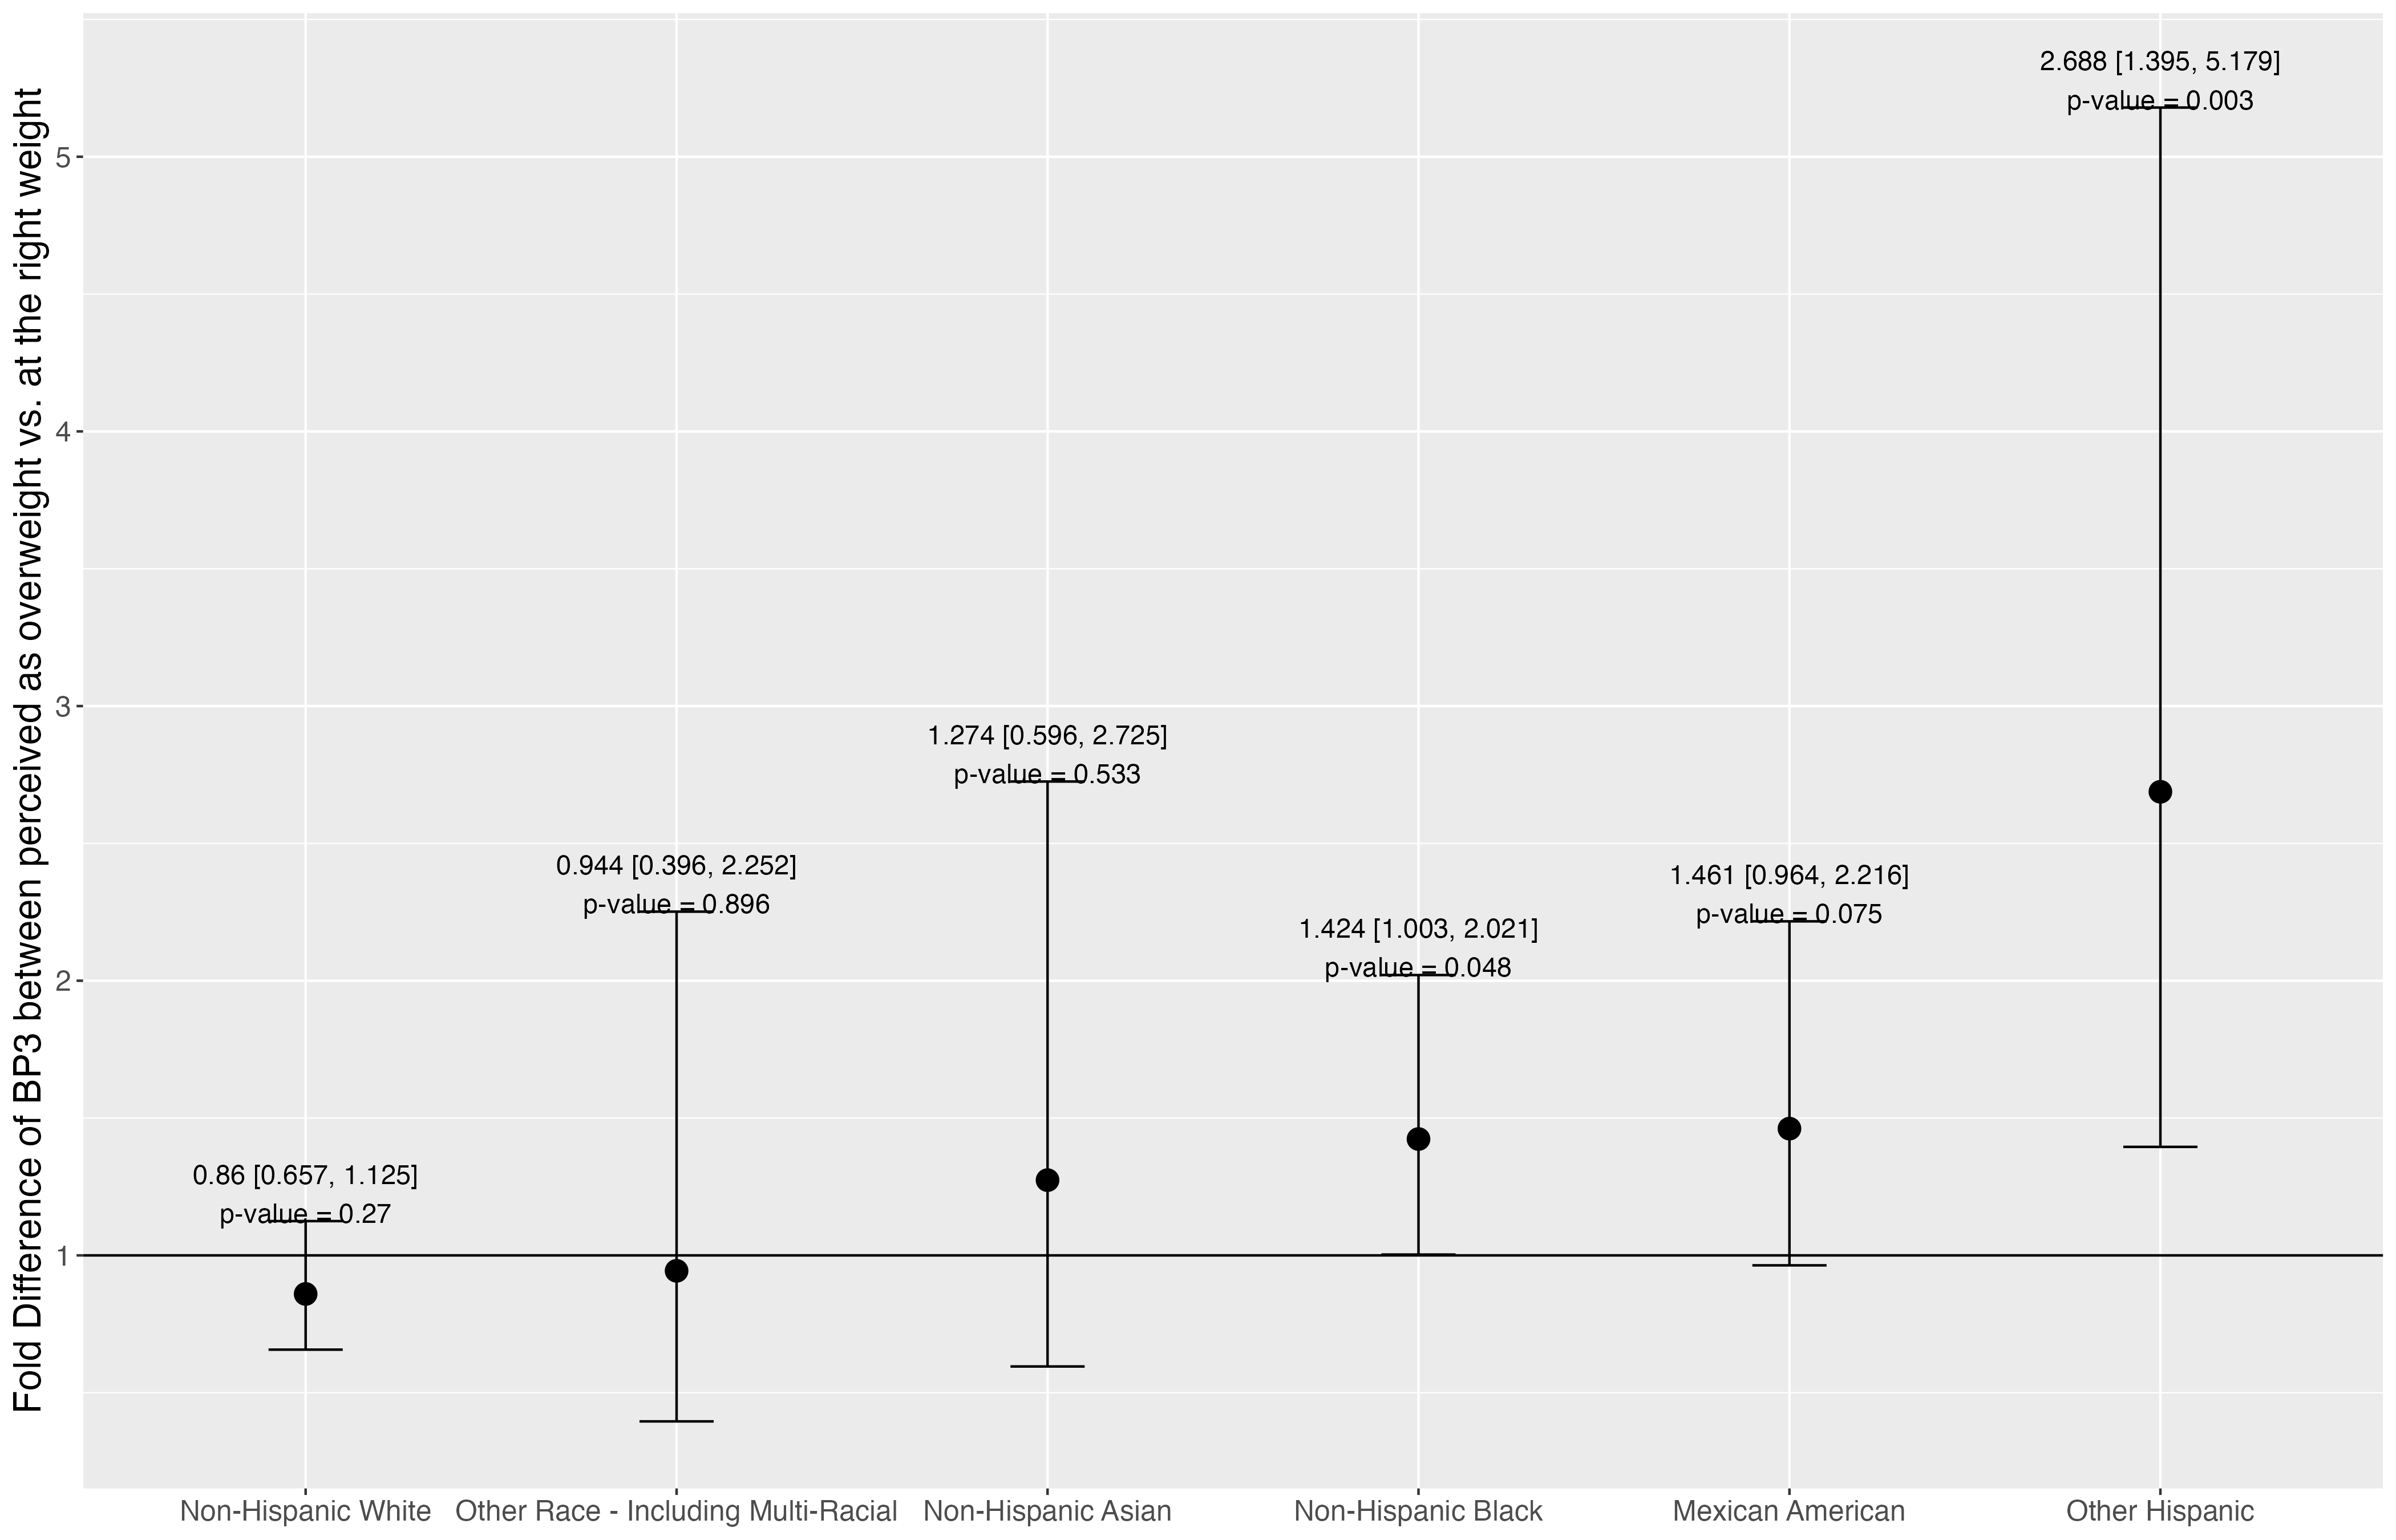 Fold Difference of BP3 between perceived as overweight vs. at the right weight
5
4
3
2
1
0.86 [0.657, 1.125]
p-value = 0.27
0.944 [0.396, 2.252]
p-value = 0.896
1.274 [0.596, 2.725]
p-value = 0.533
1.424 [1.003, 2.021]
p-value = 0.048
1.461 [0.964, 2.216]
p-value = 0.075
2.688 [1.395, 5.179]
p-value = 0.003
Non-Hispanic White
Other Race - Including Multi-Racial
Non-Hispanic Asian
Non-Hispanic Black
Mexican American
Other Hispanic